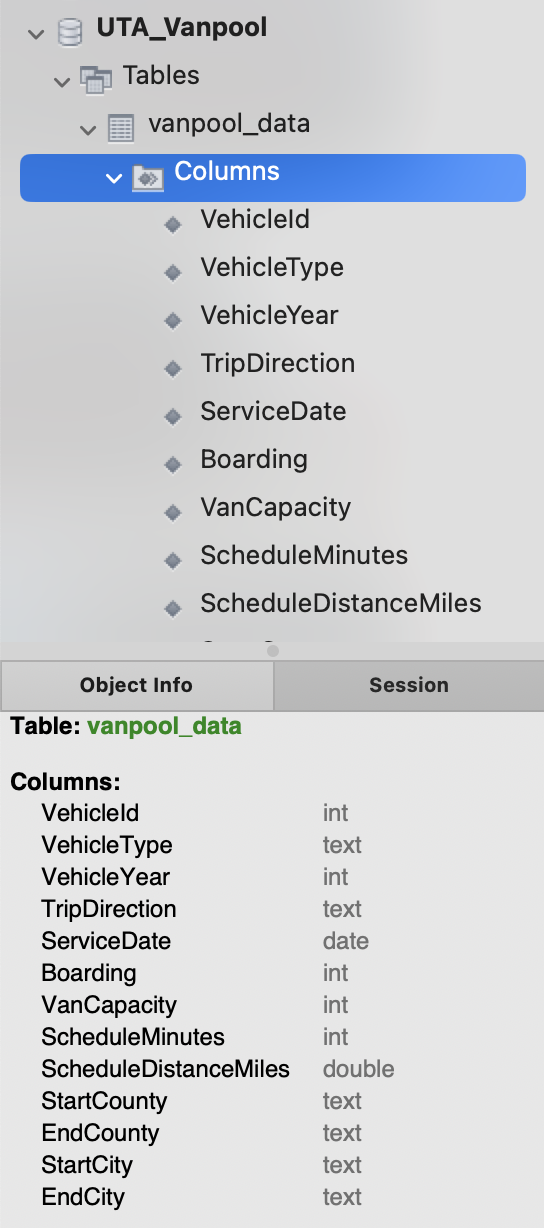 UTA_Vanpool
Tables
vanpool_data
Columns
VehicleId
VehicleType
VehicleYear
TripDirection
ServiceDate
Boarding
VanCapacity
ScheduleMinutes
ScheduleDistanceMiles
Object Info Session
Table: vanpool_data
Columns:
VehicleId int
VehicleType text
VehicleYear int
TripDirection text
ServiceDate date
Boarding int
VanCapacity int
ScheduleMinutes int
ScheduleDistanceMiles double
StartCounty text
EndCounty text
StartCity text
EndCity text